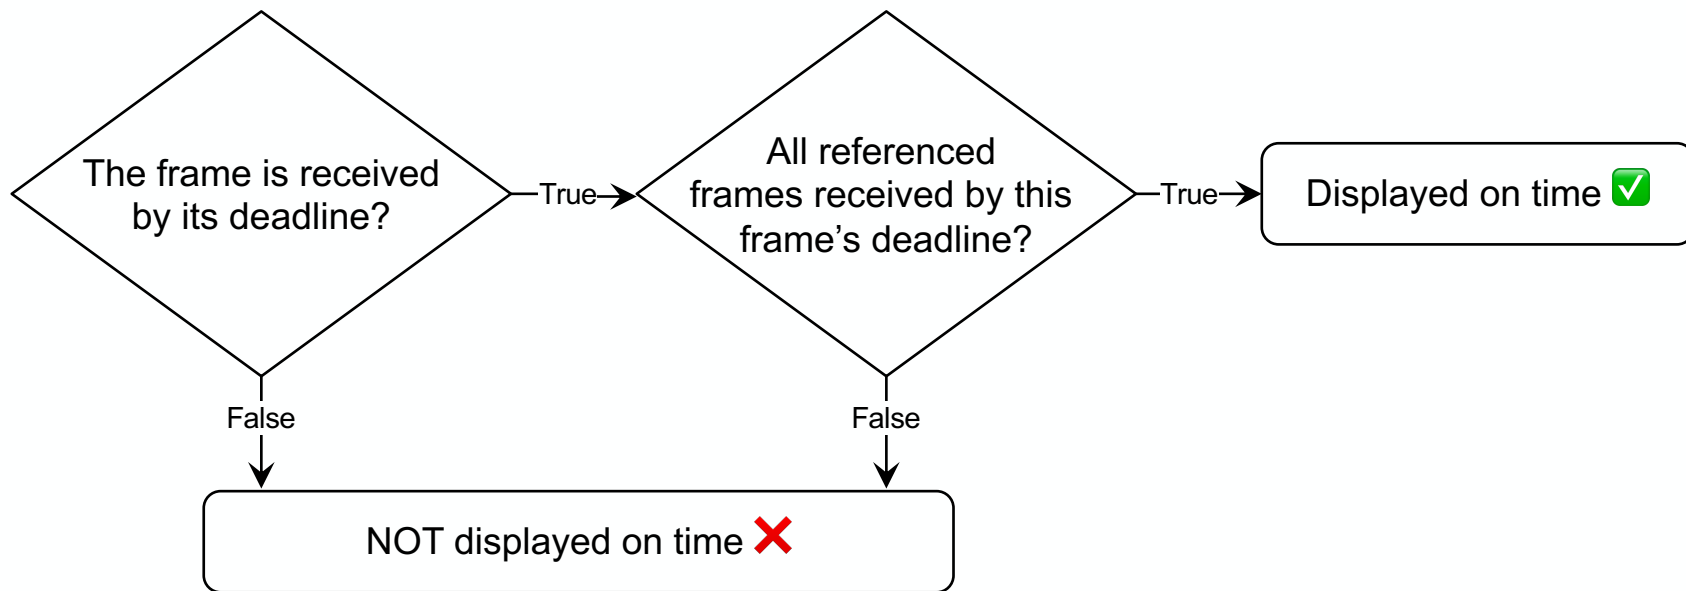 The frame is received
by its deadline?
True
All referenced
frames received by this
frame’s deadline?
True
Displayed on time ✅
False
False
NOT displayed on time ❌